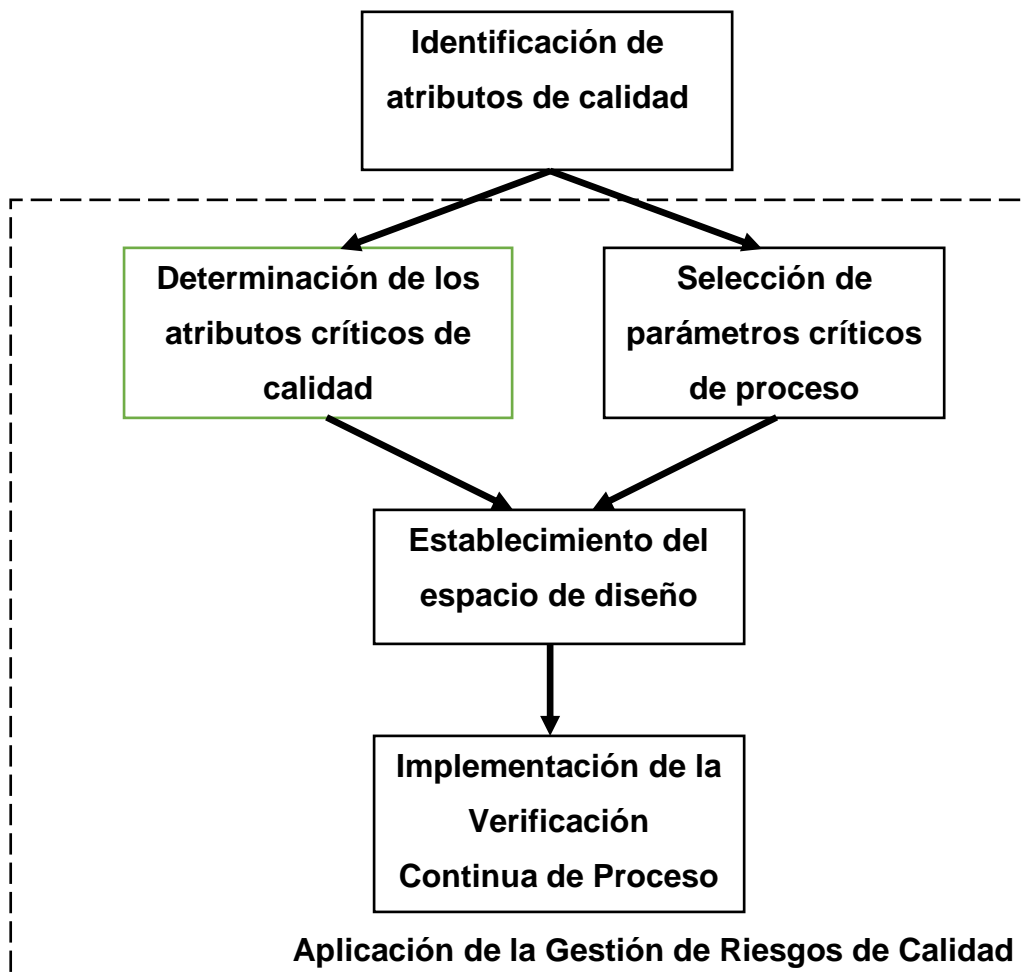 Identificación de
atributos de calidad
Determinación de los
atributos críticos de
calidad
Selección de
parámetros críticos
de proceso
Establecimiento del
espacio de diseño
Implementación de la
Verificación
Continua de Proceso
Aplicación de la Gestión de Riesgos de Calidad